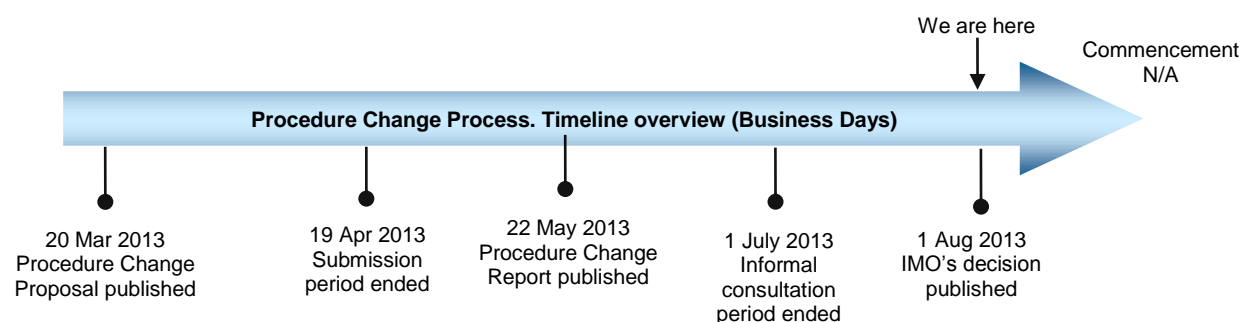 We are here
Commencement
N/A
Procedure Change Process. Timeline overview (Business Days)
20 Mar 2013
Procedure Change
Proposal published
19 Apr 2013
Submission
period ended
22 May 2013
Procedure Change
Report published
1 July 2013
Informal
consultation
period ended
1 Aug 2013
IMO's decision
published